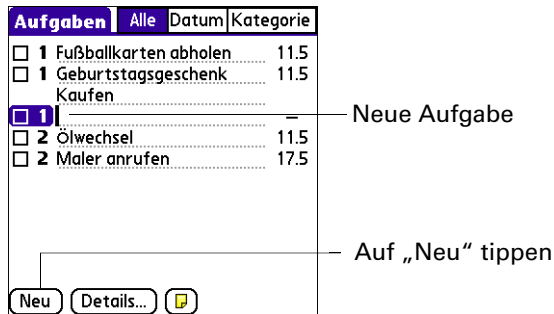 Aufgaben Alle Datum Kategorie
1 Fußballkarten abholen 11.5
1 Geburtstagsgeschenk 11.5
Kaufen
1 – Neue Aufgabe
2 Ölwechsel 11.5
2 Maler anrufen 17.5
Auf „Neu“ tippen
Neu Details...